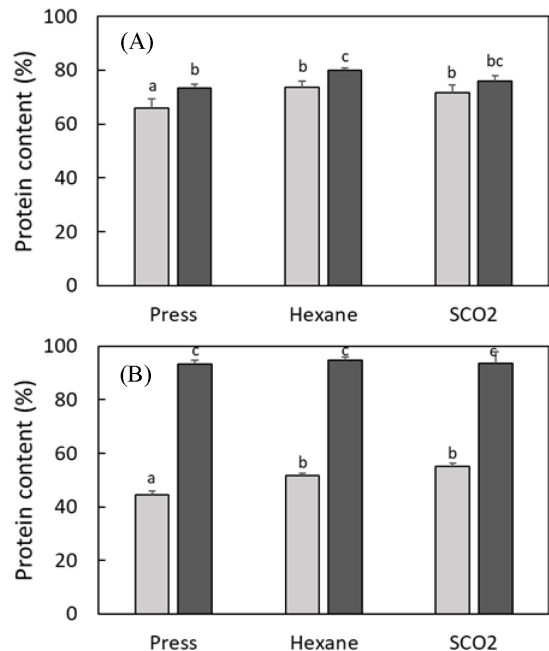 100
(A)
a
b
b
c
b
bc
80
60
40
20
0
Protein content (%)
Press
Hexane
SCO2
100
(B)
c
c
c
a
b
b
80
60
40
20
0
Protein content (%)
Press
Hexane
SCO2